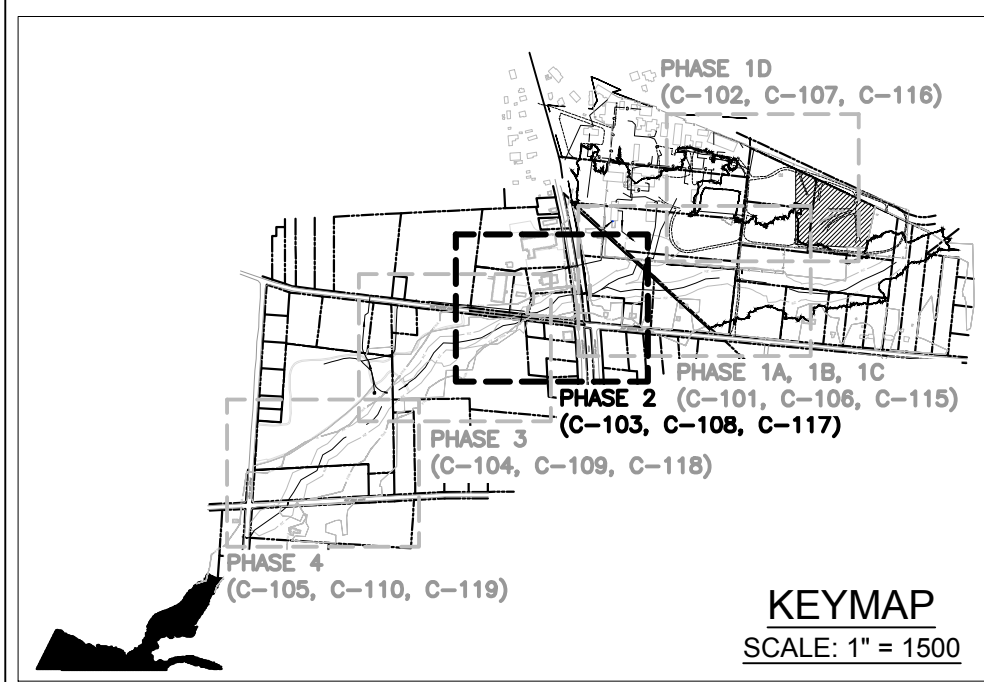 PHASE 1D
(C-102, C-107, C-116)
PHASE 1A, 1B, 1C
(C-101, C-106, C-115)
PHASE 2
(C-103, C-108, C-117)
PHASE 3
(C-104, C-109, C-118)
PHASE 4
(C-105, C-110, C-119)
KEYMAP
SCALE: 1" = 1500